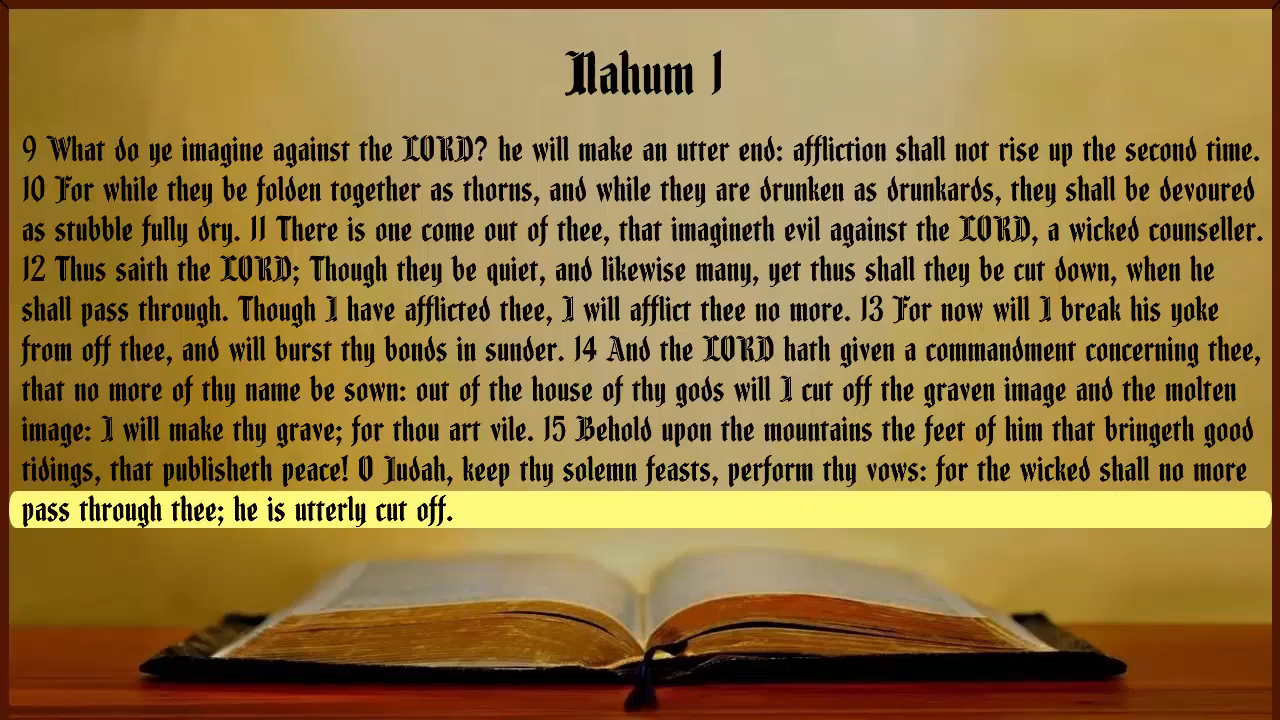 Nahum 1
9 What do ye imagine against the LORD? he will make an utter end: affliction shall not rise up the second time.
10 For while they be folden together as thorns, and while they are drunken as drunkards, they shall be devoured
as stubble fully dry. 11 There is one come out of thee, that imagineth evil against the LORD, a wicked counseller.
12 Thus saith the LORD; Though they be quiet, and likewise many, yet thus shall they be cut down, when he
shall pass through. Though I have afflicted thee, I will afflict thee no more. 13 For now will I break his yoke
from off thee, and will burst thy bonds in sunder. 14 And the LORD hath given a commandment concerning thee,
that no more of thy name be sown: out of the house of thy gods will I cut off the graven image and the molten
image: I will make thy grave; for thou art vile. 15 Behold upon the mountains the feet of him that bringeth good
tidings, that publisheth peace! O Judah, keep thy solemn feasts, perform thy vows: for the wicked shall no more
pass through thee; he is utterly cut off.